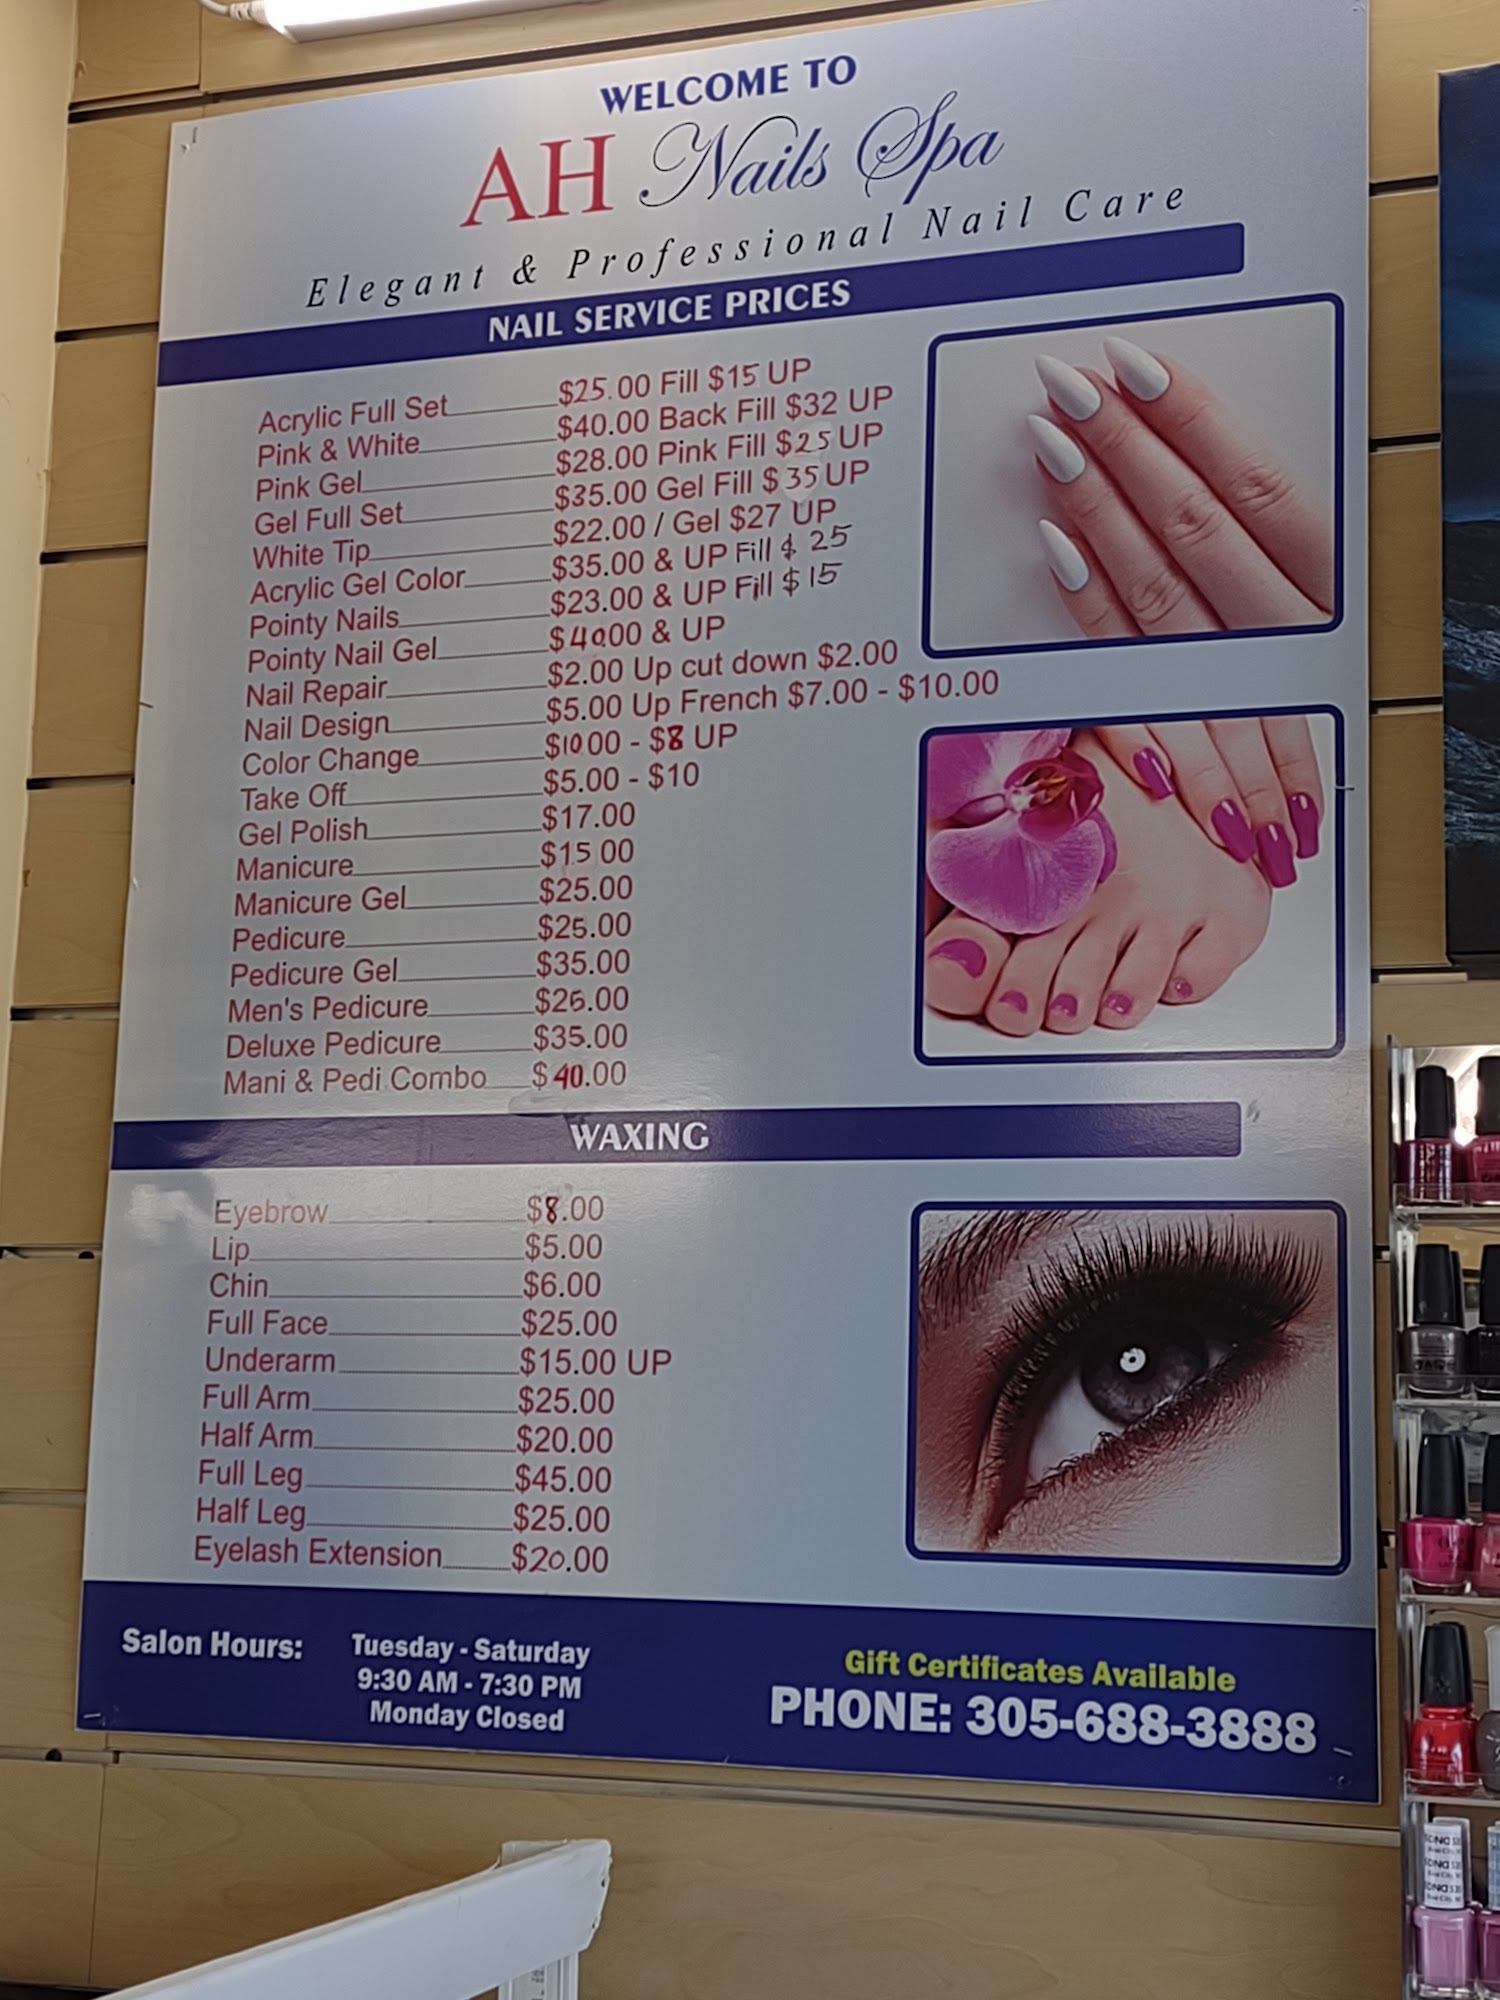 WELCOME TO
AH Nails Spa
Elegant & Professional Nail Care
NAIL SERVICE PRICES
Acrylic Full Set $25.00 Fill $15 UP
Pink & White $40.00 Back Fill $32 UP
Pink Gel $28.00 Pink Fill $25 UP
Gel Full Set $35.00 Gel Fill $35 UP
White Tip $22.00 / Gel $27 UP
Acrylic Gel Color $35.00 & UP Fill $25
Pointy Nails $23.00 & UP Fill $15
Pointy Nail Gel $4000 & UP
Nail Repair $2.00 Up cut down $2.00
Nail Design $5.00 Up French $7.00 - $10.00
Color Change $1000 - $8 UP
Take Off $5.00 - $10
Gel Polish $17.00
Manicure $15 00
Manicure Gel $25.00
Pedicure $25.00
Pedicure Gel $35.00
Men's Pedicure $25.00
Deluxe Pedicure $35.00
Mani & Pedi Combo $40.00
WAXING
Eyebrow $8.00
Lip $5.00
Chin $6.00
Full Face $25.00
Underarm $15.00 UP
Full Arm $25.00
Half Arm $20.00
Full Leg $45.00
Half Leg $25.00
Eyelash Extension $20.00
Salon Hours: Tuesday - Saturday
9:30 AM - 7:30 PM
Monday Closed
Gift Certificates Available
PHONE: 305-688-3888